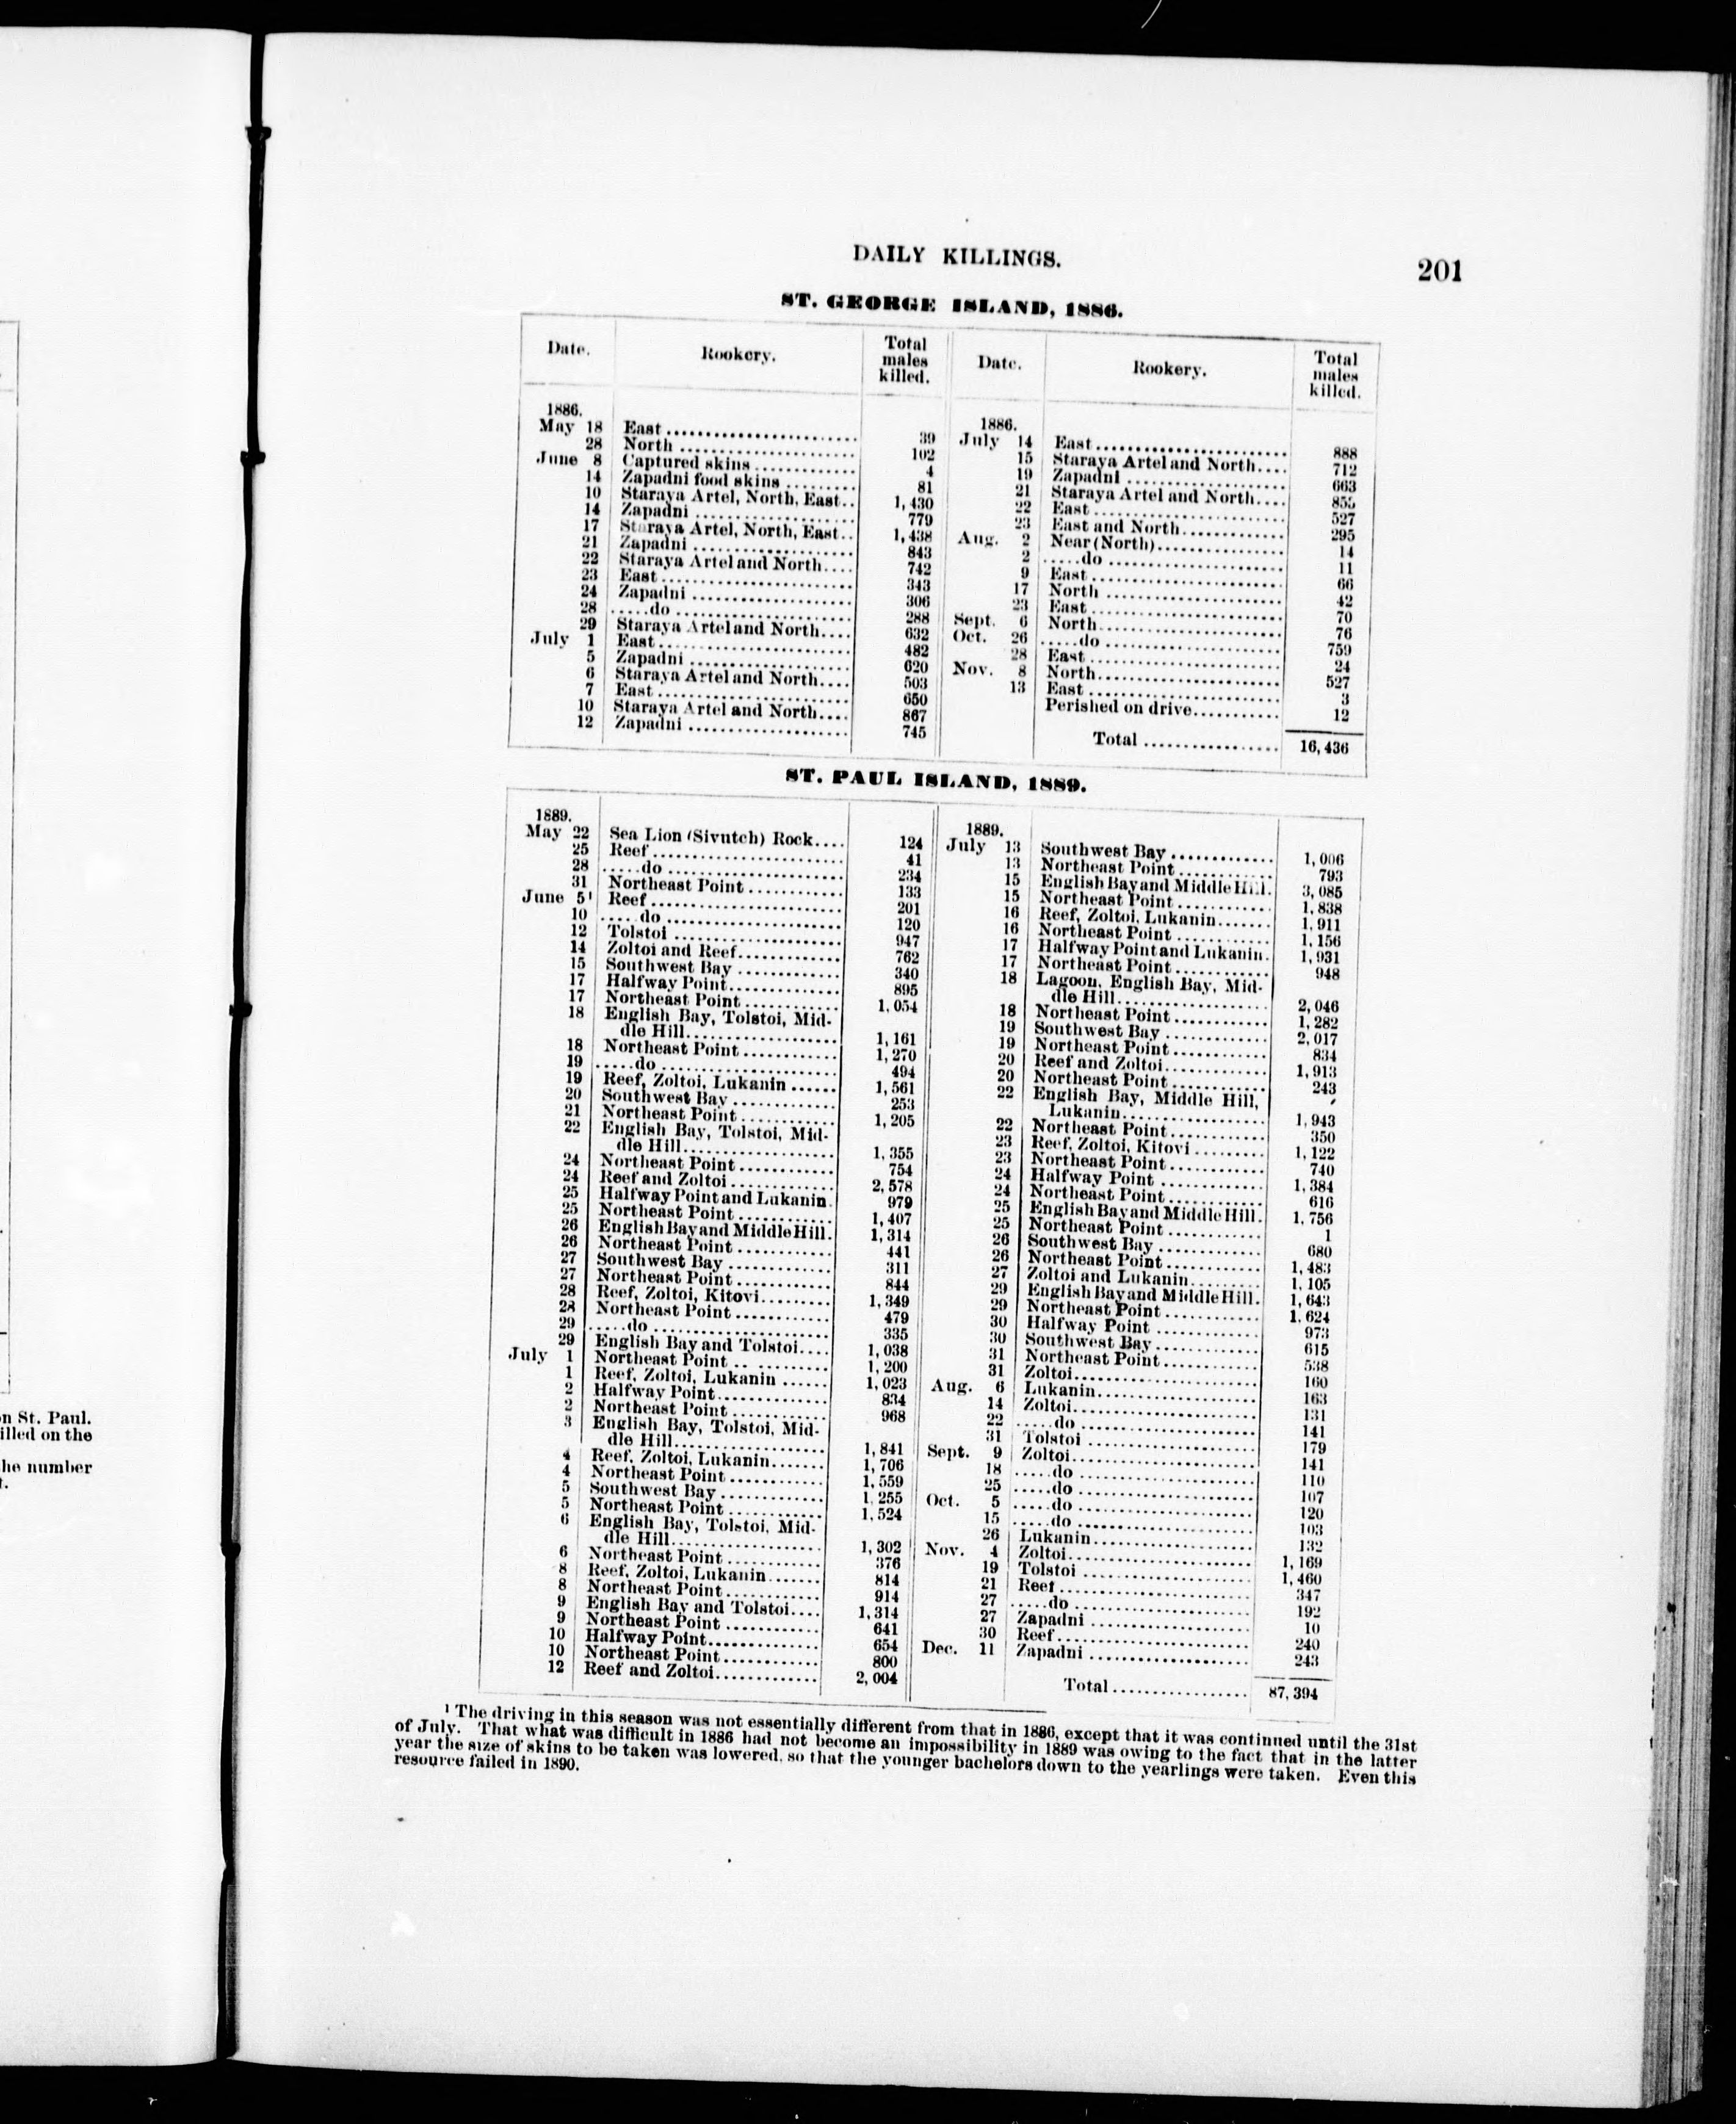 n St. Paul.
illed on the
he number
t.
DAILY KILLINGS.
201
ST. GEORGE ISLAND, 1886.
Date. Rookery. Total males killed. Date. Rookery. Total males killed.
1886.
May 18 East ........ 39
28 North ........ 102
June 8 Captured skins ........ 4
14 Zapadni food skins ........ 81
10 Staraya Artel, North, East.. 1,430
14 Zapadni ........ 779
17 Staraya Artel, North, East.. 1,438
21 Zapadni ........ 843
22 Staraya Artel and North.... 742
23 East ........ 343
24 Zapadni ........ 306
28 .....do ........ 288
29 Staraya Artel and North.... 632
July 1 East ........ 482
5 Zapadni ........ 620
6 Staraya Artel and North.... 503
7 East ........ 650
10 Staraya Artel and North.... 867
12 Zapadni ........ 745
1886.
July 14 East ........ 888
15 Staraya Artel and North.... 712
19 Zapadni ........ 663
21 Staraya Artel and North.... 855
22 East ........ 527
23 East and North ........ 295
Aug. 2 Near (North) ........ 14
2 .....do ........ 11
9 East ........ 66
17 North ........ 42
23 East ........ 70
Sept. 6 North ........ 76
Oct. 26 .....do ........ 759
28 East ........ 24
Nov. 8 North ........ 527
13 East ........ 3
Perished on drive ........ 12
Total ........ 16,436
ST. PAUL ISLAND, 1889.
1889.
May 22 Sea Lion (Sivutch) Rock.... 124
25 Reef ........ 41
28 .....do ........ 234
31 Northeast Point ........ 133
June 5¹ Reef ........ 201
10 .....do ........ 120
12 Tolstoi ........ 947
14 Zoltoi and Reef ........ 762
15 Southwest Bay ........ 340
17 Halfway Point ........ 895
17 Northeast Point ........ 1,054
18 English Bay, Tolstoi, Mid-
dle Hill ........ 1,161
18 Northeast Point ........ 1,270
19 .....do ........ 494
19 Reef, Zoltoi, Lukanin ...... 1,561
20 Southwest Bay ........ 253
21 Northeast Point ........ 1,205
22 English Bay, Tolstoi, Mid-
dle Hill ........ 1,355
24 Northeast Point ........ 754
24 Reef and Zoltoi ........ 2,578
25 Halfway Point and Lukanin. 979
25 Northeast Point ........ 1,407
26 English Bay and Middle Hill. 1,314
26 Northeast Point ........ 441
27 Southwest Bay ........ 311
27 Northeast Point ........ 844
28 Reef, Zoltoi, Kitovi ........ 1,349
28 Northeast Point ........ 479
29 .....do ........ 335
29 English Bay and Tolstoi.... 1,038
July 1 Northeast Point ........ 1,200
1 Reef, Zoltoi, Lukanin ...... 1,023
2 Halfway Point ........ 834
2 Northeast Point ........ 968
3 English Bay, Tolstoi, Mid-
dle Hill ........ 1,841
4 Reef, Zoltoi, Lukanin ....... 1,706
4 Northeast Point ........ 1,559
5 Southwest Bay ........ 1,255
5 Northeast Point ........ 1,524
6 English Bay, Tolstoi, Mid-
dle Hill ........ 1,302
6 Northeast Point ........ 376
8 Reef, Zoltoi, Lukanin ....... 814
8 Northeast Point ........ 914
9 English Bay and Tolstoi.... 1,314
9 Northeast Point ........ 641
10 Halfway Point ........ 654
10 Northeast Point ........ 800
12 Reef and Zoltoi ........ 2,004
1889.
July 13 Southwest Bay ........ 1,006
13 Northeast Point ........ 793
15 English Bay and Middle Hill. 3,085
15 Northeast Point ........ 1,838
16 Reef, Zoltoi, Lukanin ....... 1,911
16 Northeast Point ........ 1,156
17 Halfway Point and Lukanin. 1,931
17 Northeast Point ........ 948
18 Lagoon, English Bay, Mid-
dle Hill ........ 2,046
18 Northeast Point ........ 1,282
19 Southwest Bay ........ 2,017
19 Northeast Point ........ 834
20 Reef and Zoltoi ........ 1,913
20 Northeast Point ........ 243
22 English Bay, Middle Hill,
Lukanin ........ 1,943
22 Northeast Point ........ 350
23 Reef, Zoltoi, Kitovi ........ 1,122
23 Northeast Point ........ 740
24 Halfway Point ........ 1,384
24 Northeast Point ........ 616
25 English Bay and Middle Hill. 1,756
25 Northeast Point ........ 1
26 Southwest Bay ........ 680
26 Northeast Point ........ 1,483
27 Zoltoi and Lukanin ........ 1,105
29 English Bay and Middle Hill. 1,643
29 Northeast Point ........ 1,624
30 Halfway Point ........ 973
30 Southwest Bay ........ 615
31 Northeast Point ........ 538
31 Zoltoi ........ 160
Aug. 6 Lukanin ........ 163
14 Zoltoi ........ 131
22 .....do ........ 141
31 Tolstoi ........ 179
Sept. 9 Zoltoi ........ 141
18 .....do ........ 110
25 .....do ........ 107
Oct. 5 .....do ........ 120
15 .....do ........ 103
26 Lukanin ........ 132
Nov. 4 Zoltoi ........ 1,169
19 Tolstoi ........ 1,460
21 Reef ........ 347
27 .....do ........ 192
27 Zapadni ........ 10
30 Reef ........ 240
Dec. 11 Zapadni ........ 243
Total ........ 87,394
¹ The driving in this season was not essentially different from that in 1886, except that it was continued until the 31st
of July. That what was difficult in 1886 had not become an impossibility in 1889 was owing to the fact that in the latter
year the size of skins to be taken was lowered, so that the younger bachelors down to the yearlings were taken. Even this
resource failed in 1890.